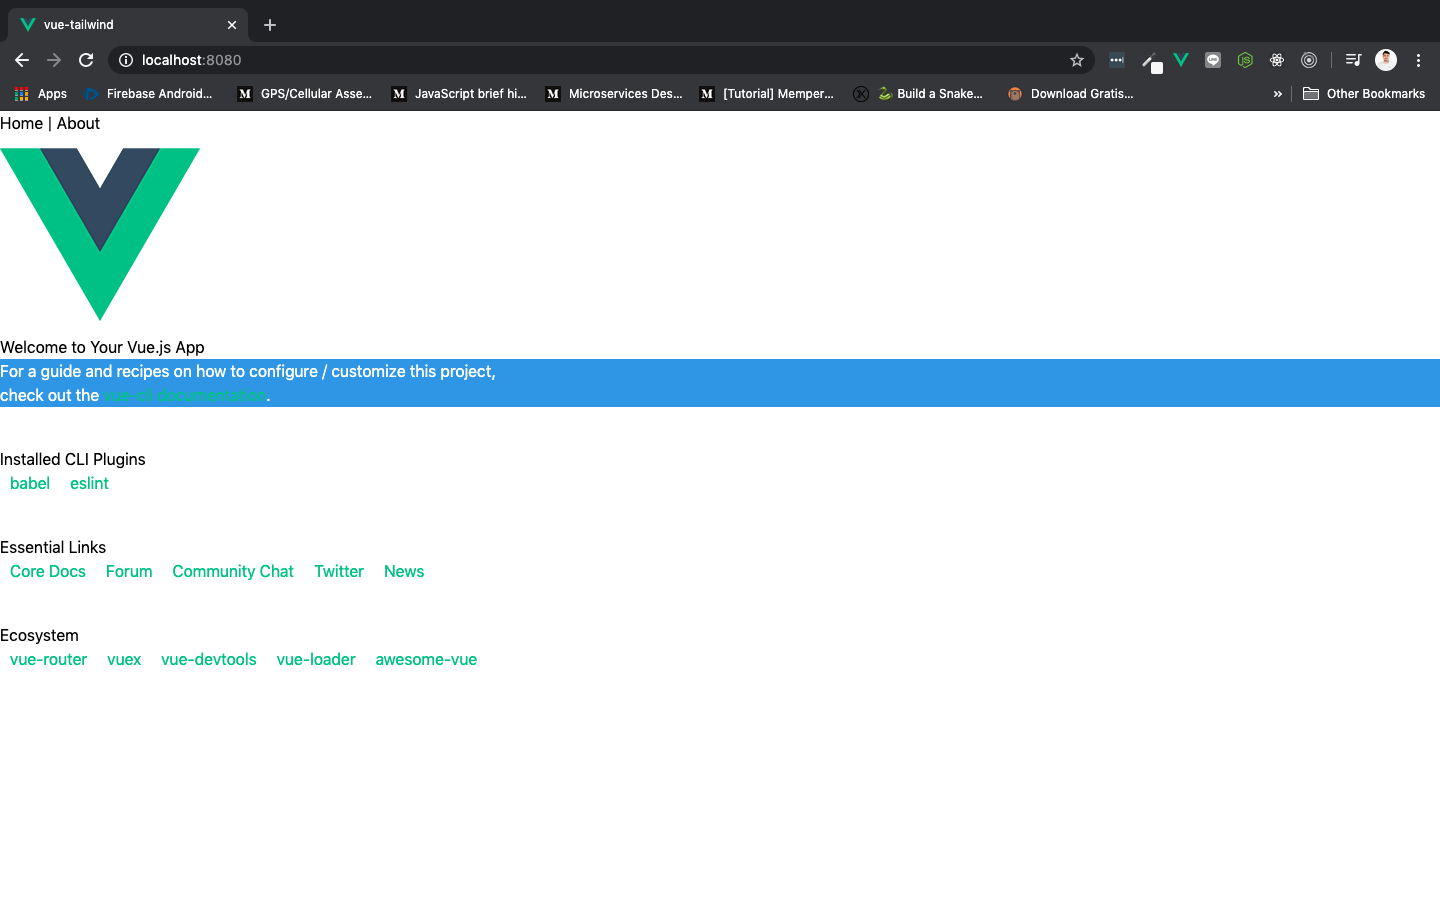 vue-tailwind
localhost:8080
Apps Firebase Android... GPS/Cellular Asse... JavaScript brief hi... Microservices Des... [Tutorial] Memper... Build a Snake... Download Gratis... » Other Bookmarks
Home | About
Welcome to Your Vue.js App
For a guide and recipes on how to configure / customize this project,
check out the vue-cli documentation.
Installed CLI Plugins
babel eslint
Essential Links
Core Docs Forum Community Chat Twitter News
Ecosystem
vue-router vuex vue-devtools vue-loader awesome-vue